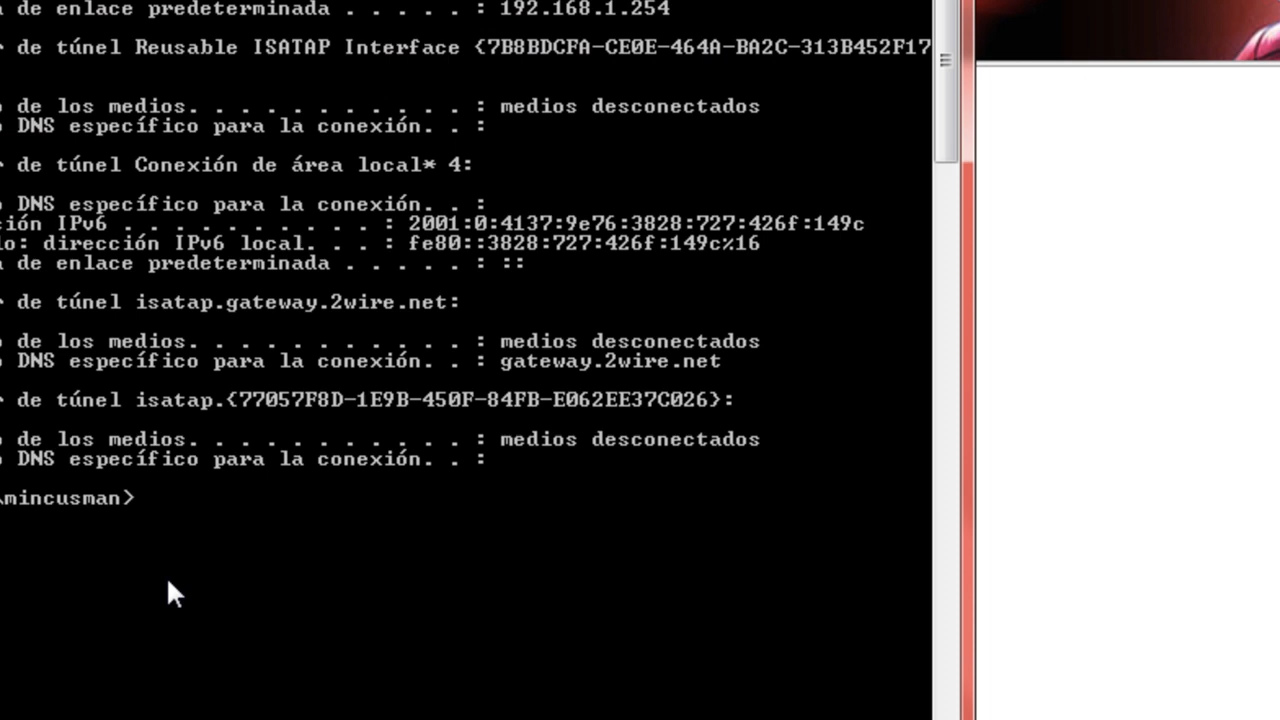 de enlace predeterminada . . . . . : 192.168.1.254
de túnel Reusable ISATAP Interface {7B8BDCFA-CE0E-464A-BA2C-313B452F17
de los medios. . . . . . . . . . . : medios desconectados
DNS específico para la conexión. . :
de túnel Conexión de área local* 4:
DNS específico para la conexión. . :
ción IPv6 . . . . . . . . . . : 2001:0:4137:9e76:3828:727:426f:149c
lo: dirección IPv6 local. . . : fe80::3828:727:426f:149c%16
a de enlace predeterminada . . . . . : ::
de túnel isatap.gateway.2wire.net:
de los medios. . . . . . . . . . . : medios desconectados
DNS específico para la conexión. . : gateway.2wire.net
de túnel isatap.{77057F8D-1E9B-450F-84FB-E062EE37C026}:
de los medios. . . . . . . . . . . : medios desconectados
DNS específico para la conexión. . :
\mincusman>